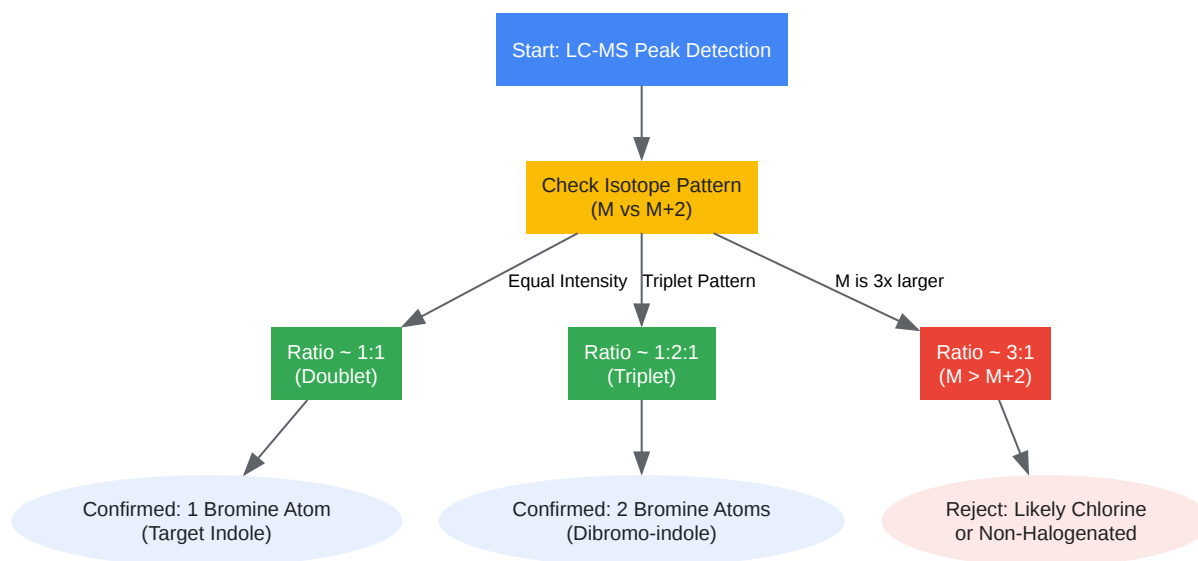 Start: LC-MS Peak Detection
Check Isotope Pattern
(M vs M+2)
Equal Intensity
Triplet Pattern
M is 3x larger
Ratio ~ 1:1
(Doublet)
Ratio ~ 1:2:1
(Triplet)
Ratio ~ 3:1
(M > M+2)
Confirmed: 1 Bromine Atom
(Target Indole)
Confirmed: 2 Bromine Atoms
(Dibromo-indole)
Reject: Likely Chlorine
or Non-Halogenated